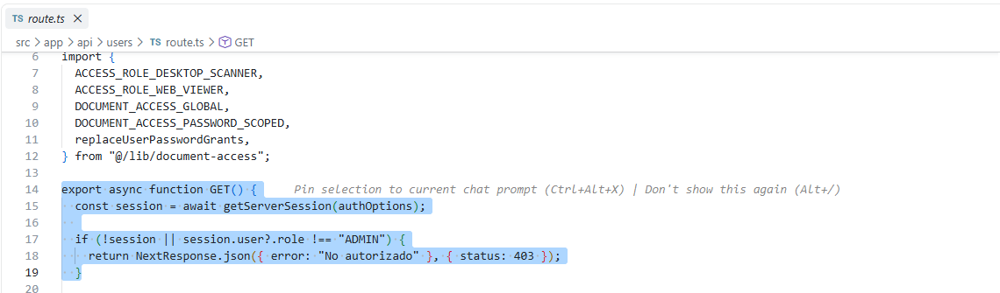 TS route.ts ×
src > app > api > users > TS route.ts > GET
6 import {
7 ACCESS_ROLE_DESKTOP_SCANNER,
8 ACCESS_ROLE_WEB_VIEWER,
9 DOCUMENT_ACCESS_GLOBAL,
10 DOCUMENT_ACCESS_PASSWORD_SCOPED,
11 replaceUserPasswordGrants,
12 } from "@/lib/document-access";
13
14 export async function GET() { Pin selection to current chat prompt (Ctrl+Alt+X) | Don't show this again (Alt+/)
15 const session = await getServerSession(authOptions);
16
17 if (!session || session.user?.role !== "ADMIN") {
18 return NextResponse.json({ error: "No autorizado" }, { status: 403 });
19 }
20